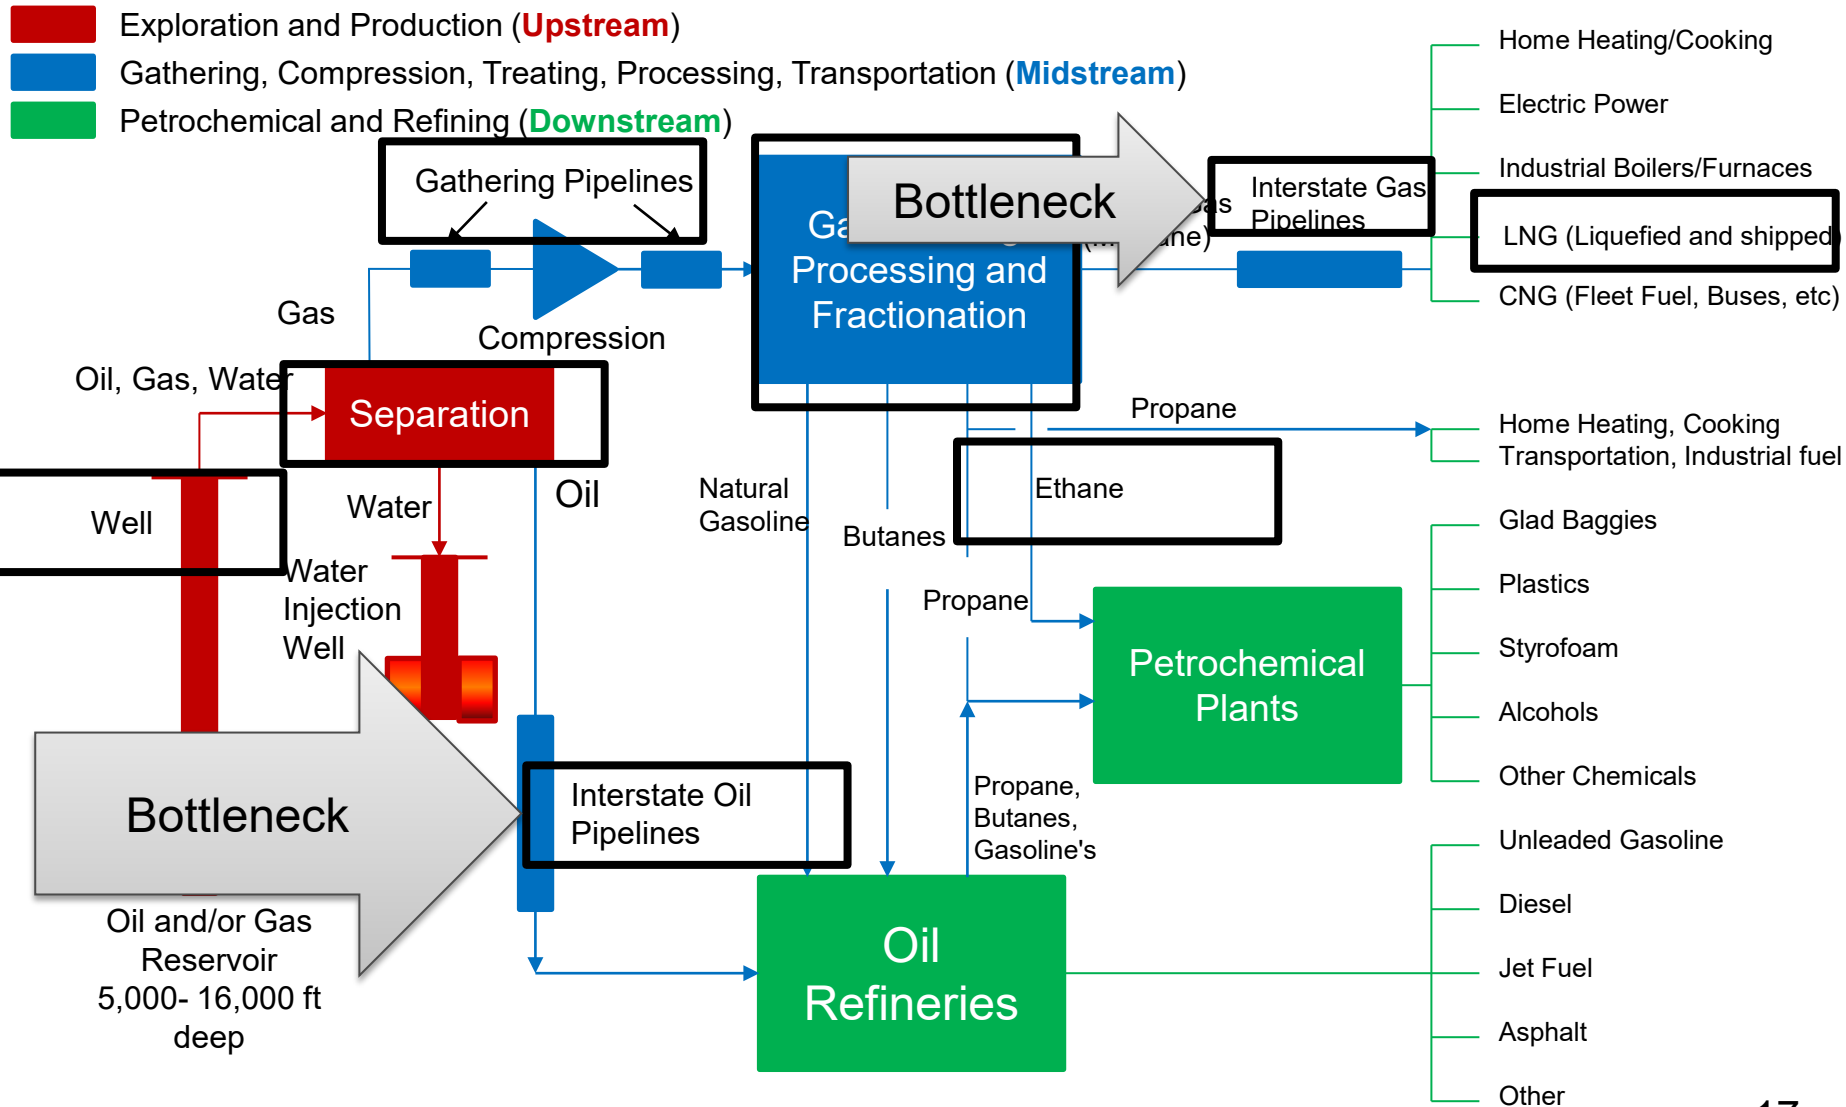 Exploration and Production (Upstream)
Gathering, Compression, Treating, Processing, Transportation (Midstream)
Petrochemical and Refining (Downstream)
Gathering Pipelines
Compression
Gas
Oil, Gas, Water
Separation
Well
Water
Oil
Water
Injection
Well
Bottleneck
Oil and/or Gas
Reservoir
5,000- 16,000 ft
deep
Interstate Oil
Pipelines
Bottleneck
Processing and
Fractionation
Interstate Gas
Pipelines
Natural
Gasoline
Butanes
Propane
Ethane
Propane
Propane,
Butanes,
Gasoline's
Petrochemical
Plants
Oil
Refineries
Home Heating/Cooking
Electric Power
Industrial Boilers/Furnaces
LNG (Liquefied and shipped)
CNG (Fleet Fuel, Buses, etc)
Home Heating, Cooking
Transportation, Industrial fuel
Glad Baggies
Plastics
Styrofoam
Alcohols
Other Chemicals
Unleaded Gasoline
Diesel
Jet Fuel
Asphalt
Other